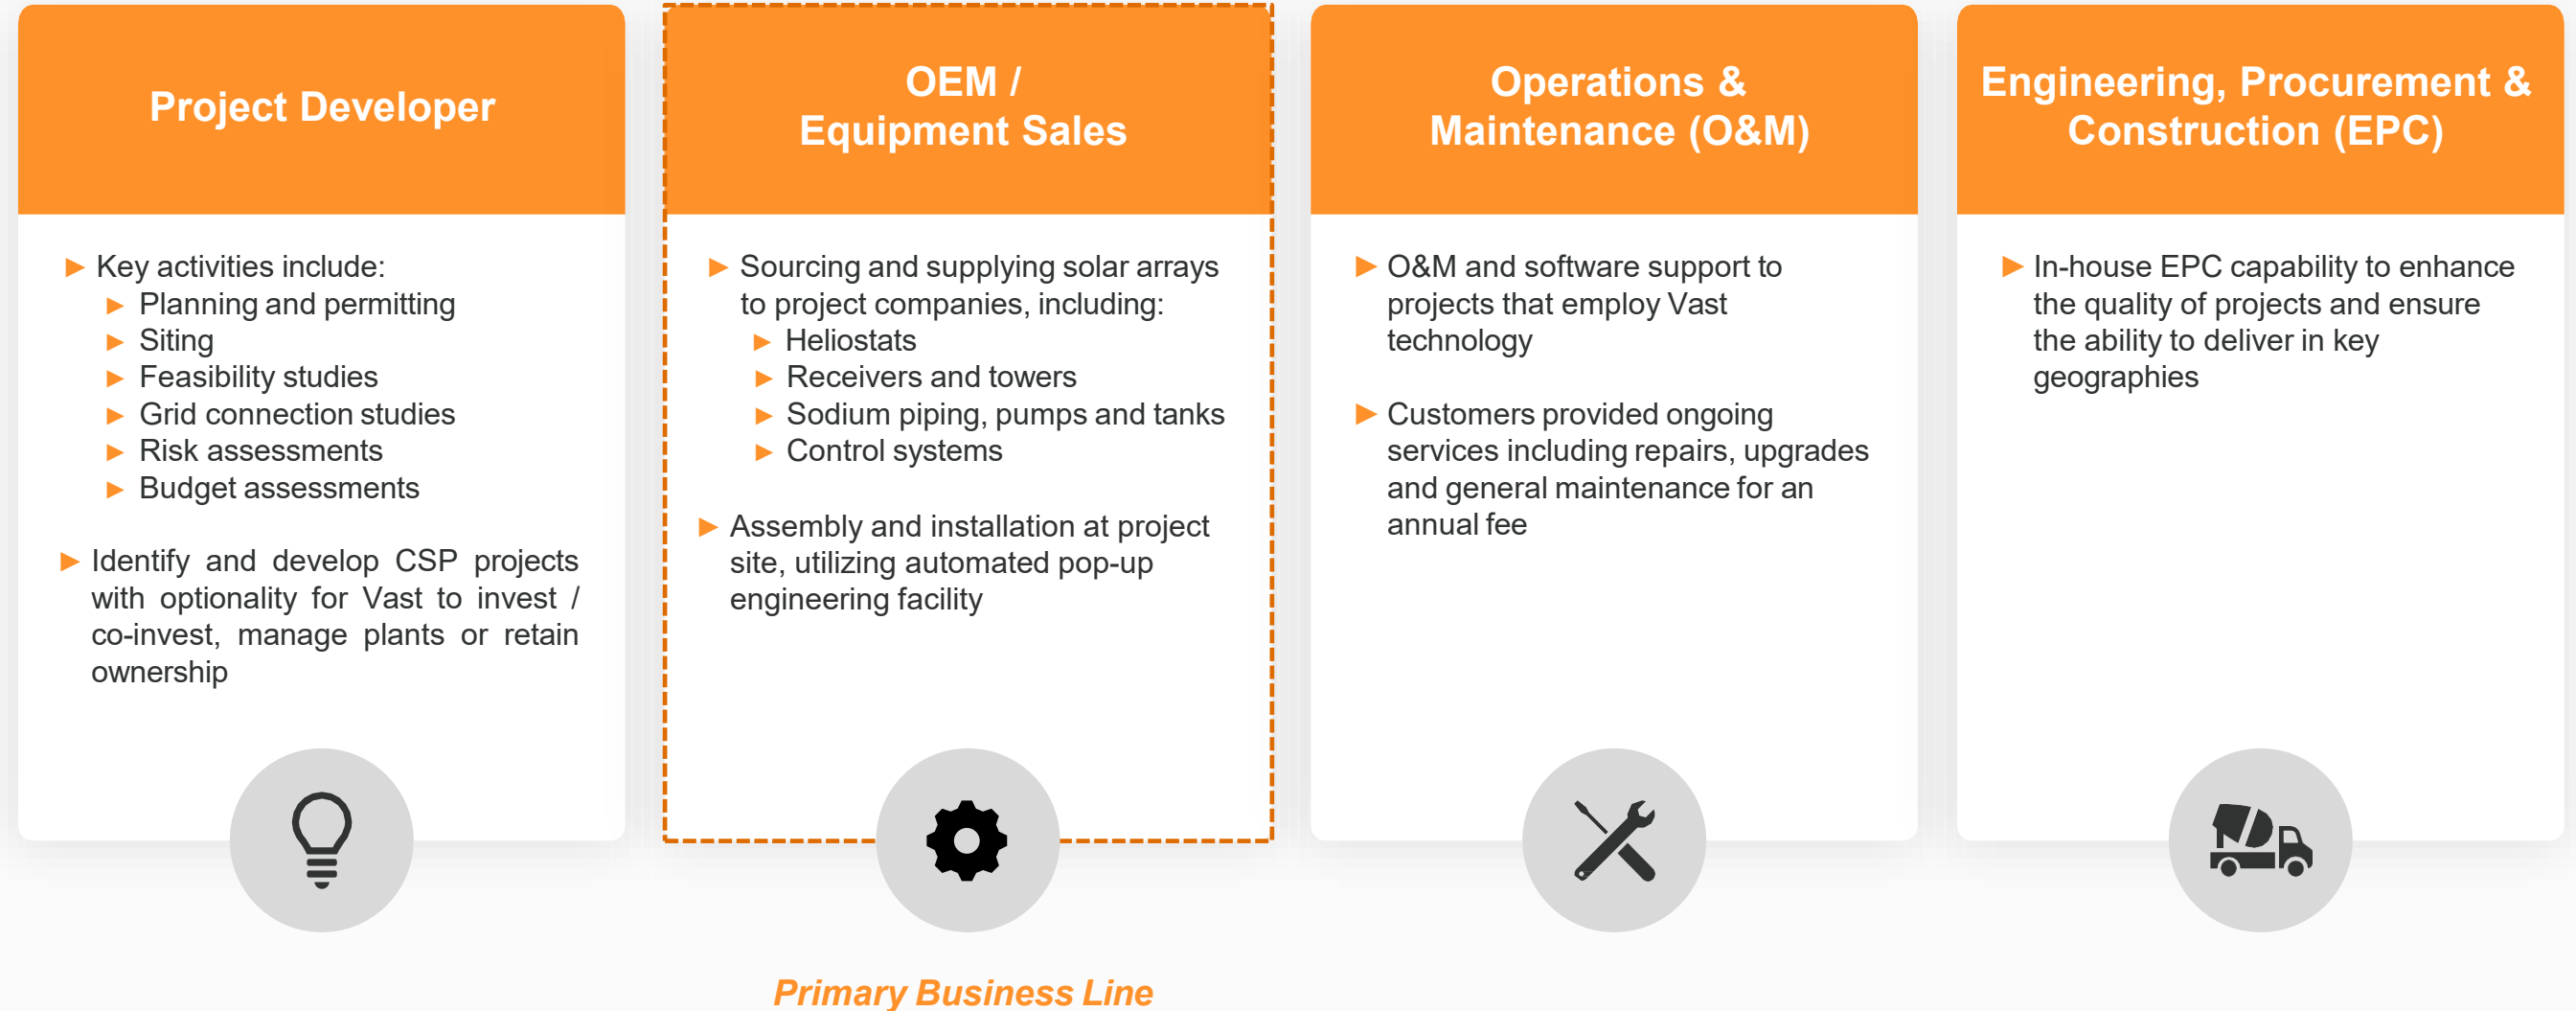 Project Developer
► Key activities include:
► Planning and permitting
► Siting
► Feasibility studies
► Grid connection studies
► Risk assessments
► Budget assessments
► Identify and develop CSP projects
with optionality for Vast to invest /
co-invest, manage plants or retain
ownership
OEM /
Equipment Sales
► Sourcing and supplying solar arrays
to project companies, including:
► Heliostats
► Receivers and towers
► Sodium piping, pumps and tanks
► Control systems
► Assembly and installation at project
site, utilizing automated pop-up
engineering facility
Primary Business Line
Operations &
Maintenance (O&M)
► O&M and software support to
projects that employ Vast
technology
► Customers provided ongoing
services including repairs, upgrades
and general maintenance for an
annual fee
Engineering, Procurement &
Construction (EPC)
► In-house EPC capability to enhance
the quality of projects and ensure
the ability to deliver in key
geographies